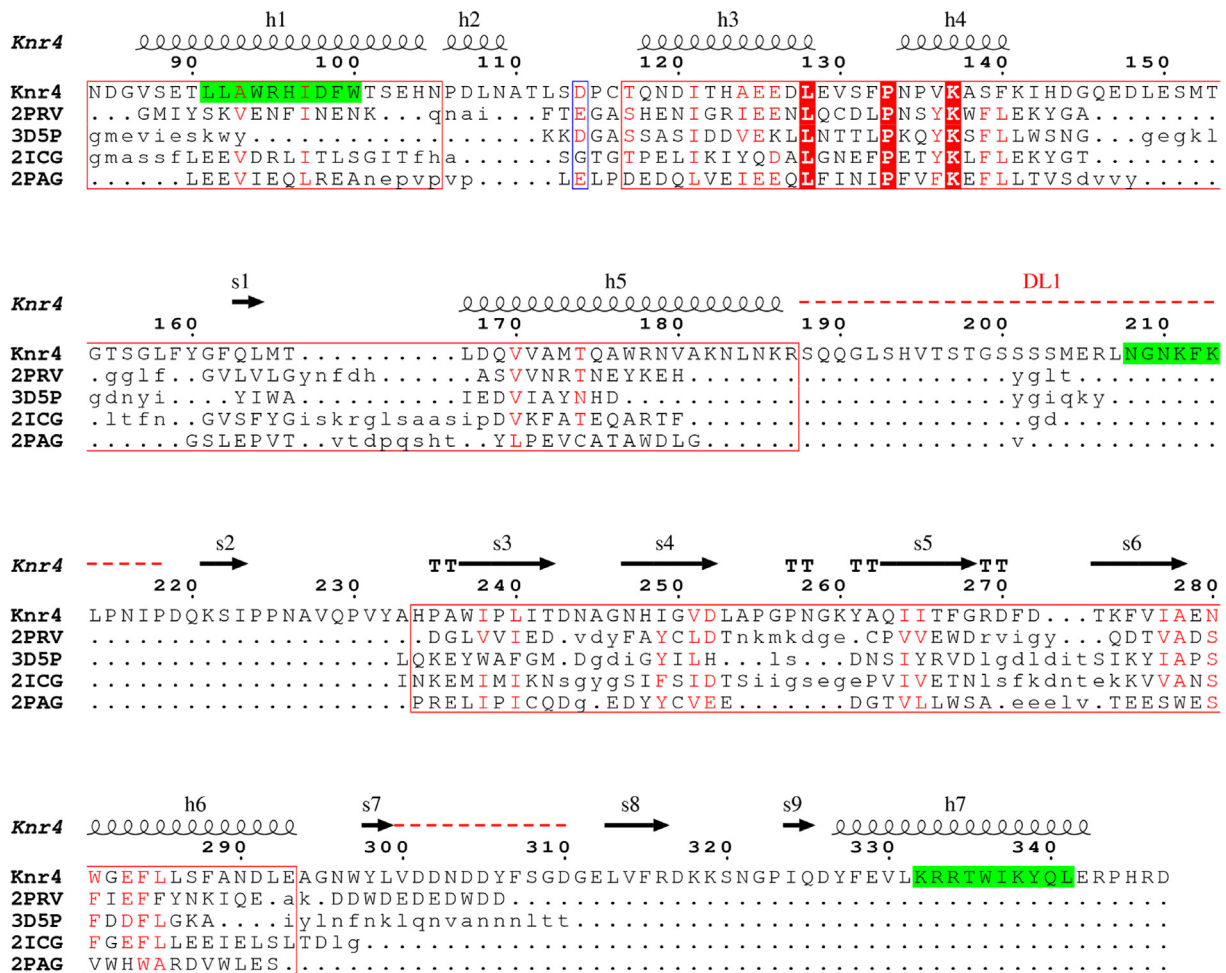 h1 h2 h3 h4
Knr4
90 100 110 120 130 140 150
Knr4 NDGVSETLLAWRHIDFWTSEHNPDLNATLSDPCTQNDITHAEEDLEVSFPNPVKASFKIHDGQEDLESMT
2PRV ...GMIYSKVENFINENK...qnai...FTEGASHENIGRIEENLQCDLPNSYKWFLEKYGA........
3D5P gmevieskwy..................KKDGASSASIDDVEKLLNTTLPKSYKSLLWSNG....gegkl
2ICG gmassfLEEVDRLITLSGITfha......SGTGTPELIKIYQDALGNEFPETYKLFLEKYGT........
2PAG ......LEEVIEQLREAnepvpvp.....LELPDEDQLVEIEEQLFINIPFVFKEFLLTVSdvvy.....
s1 h5 DL1
Knr4
160 170 180 190 200 210
Knr4 GTSGLFYGFQLMT..........LDQVVAMTQAWRNVAKNLNKRSQQGLSHVTSTGSSSSMERLNGNKFK
2PRV .gglf..GVLVLGynfdh......ASVVNRTNEYKEH....................yglt.........
3D5P gdnyi..YIWA............IEDVIAYNHD........................ygiqky.......
2ICG .ltfn..GVSFYGiskrglsaasipDVKFATEQARTF.....................gd..........
2PAG ......GSLEPVT..vtdpqsht..YLPEVCATAWDLG...................v............
s2 s3 s4 s5 s6
Knr4 TT TT TT TT
220 230 240 250 260 270 280
Knr4 LPNIPDQKSIPPNAVQPVYAHPAWIPLITDNAGNHIGVDLAPGPNGKYAQIITFGRDFD...TKFVIAEN
2PRV .....................DGLVVIED.vdyFAYCLDTnkmkdge.CPVVEWDrvigy...QDTVADS
3D5P ...................LQKEYWAFGM.DgdiGYILH...ls..DNSIYRVDlgdlditSIKYIAPS
2ICG ...................INKEMIMIKNsgygSIFSIDTSiigsegePVIVETNlsfkdntekKVVANS
2PAG ....................PRELIPICQDg.EDYYCVEE.....DGTVLLWSA.eeelv.TEESWES
h6 s7 s8 s9 h7
Knr4
290 300 310 320 330 340
Knr4 WGEFLLSFANDLEAGNWYLVDDNDDYFSGDGELVFRDKKSNGPIQDYFEVLKRRTWIKYQLERPHRD
2PRV FIEFFYNKIQE.ak.DDWDEDEDWDD.........................................
3D5P FDDFLGKA...iylnfnklqnvannnltt.....................................
2ICG FGEFLLEEIELSLTDlg..................................................
2PAG VWHWARDVWLES.......................................................